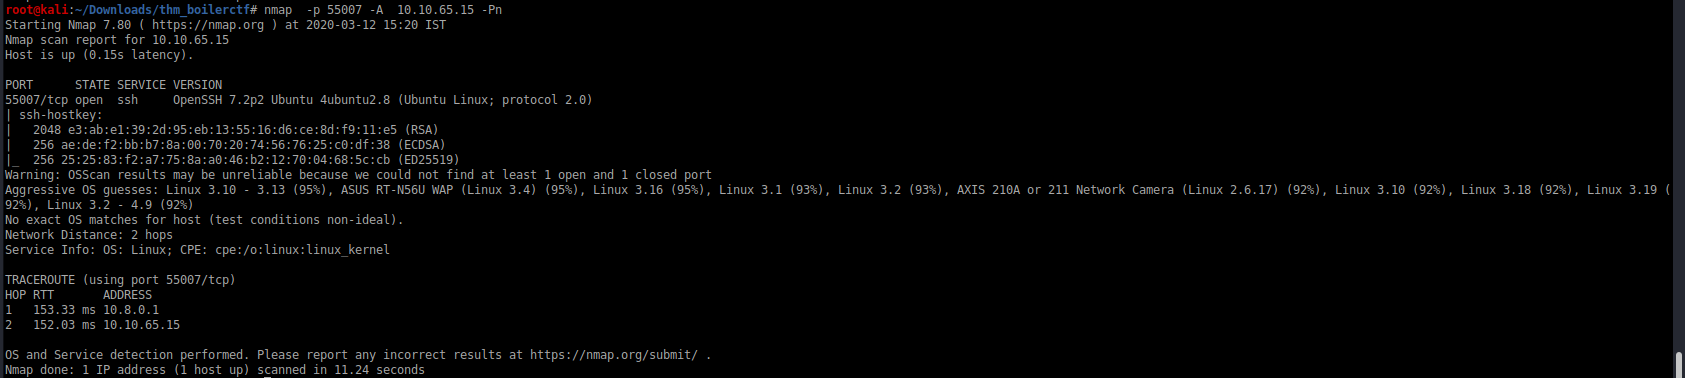 root@kali:~/Downloads/thm_boilerctf# nmap  -p 55007 -A  10.10.65.15 -Pn
Starting Nmap 7.80 ( https://nmap.org ) at 2020-03-12 15:20 IST
Nmap scan report for 10.10.65.15
Host is up (0.15s latency).
PORT      STATE SERVICE VERSION
55007/tcp open  ssh     OpenSSH 7.2p2 Ubuntu 4ubuntu2.8 (Ubuntu Linux; protocol 2.0)
| ssh-hostkey:
|   2048 e3:ab:e1:39:2d:95:eb:13:55:16:d6:ce:8d:f9:11:e5 (RSA)
|   256 ae:de:f2:bb:b7:8a:00:70:20:74:56:76:25:c0:df:38 (ECDSA)
|_  256 25:25:83:f2:a7:75:8a:a0:46:b2:12:70:04:68:5c:cb (ED25519)
Warning: OSScan results may be unreliable because we could not find at least 1 open and 1 closed port
Aggressive OS guesses: Linux 3.10 - 3.13 (95%), ASUS RT-N56U WAP (Linux 3.4) (95%), Linux 3.16 (95%), Linux 3.1 (93%), Linux 3.2 (93%), AXIS 210A or 211 Network Camera (Linux 2.6.17) (92%), Linux 3.10 (92%), Linux 3.18 (92%), Linux 3.19 (
92%), Linux 3.2 - 4.9 (92%)
No exact OS matches for host (test conditions non-ideal).
Network Distance: 2 hops
Service Info: OS: Linux; CPE: cpe:/o:linux:linux_kernel
TRACEROUTE (using port 55007/tcp)
HOP RTT       ADDRESS
1   153.33 ms 10.8.0.1
2   152.03 ms 10.10.65.15
OS and Service detection performed. Please report any incorrect results at https://nmap.org/submit/ .
Nmap done: 1 IP address (1 host up) scanned in 11.24 seconds